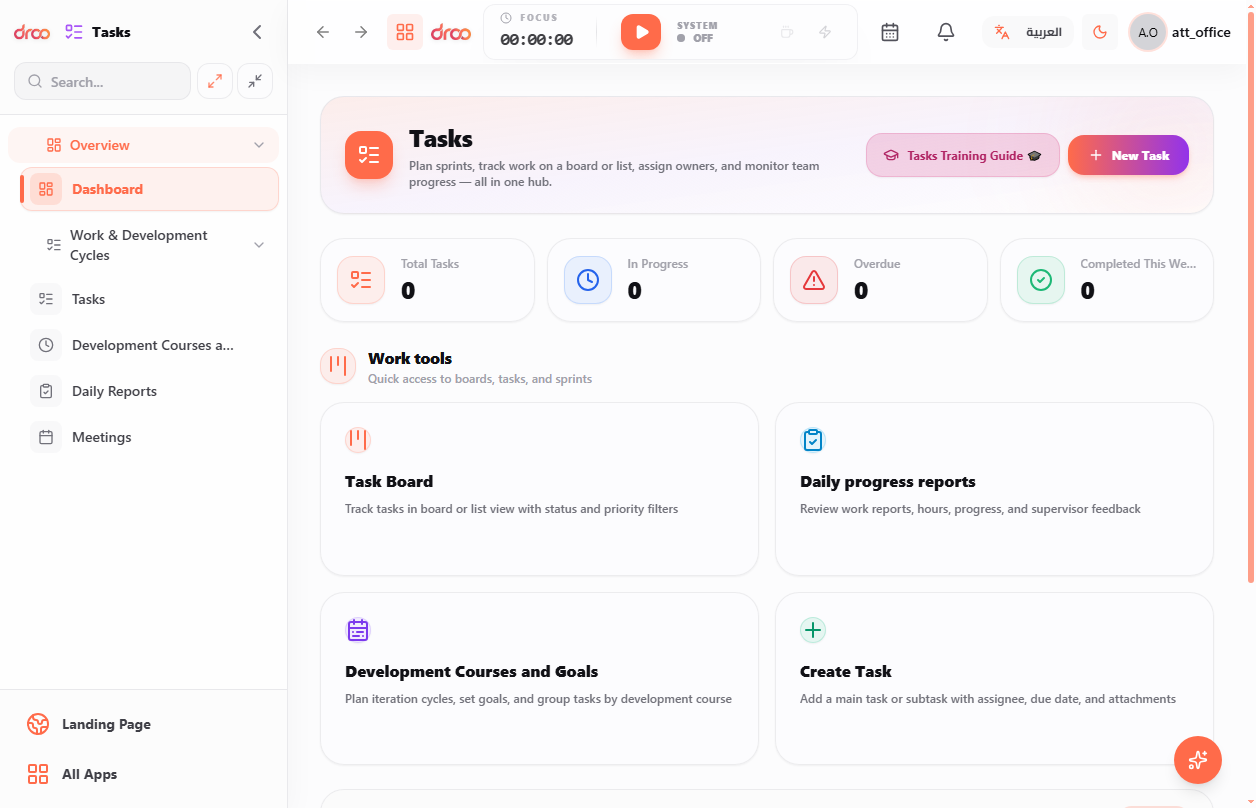 droo Tasks
Search...
Overview
Dashboard
Work & Development
Cycles
Tasks
Development Courses a...
Daily Reports
Meetings
Landing Page
All Apps
droo
FOCUS
00:00:00
SYSTEM
OFF
العربية
A.O att_office
Tasks
Plan sprints, track work on a board or list, assign owners, and monitor team
progress — all in one hub.
Tasks Training Guide 🎓
New Task
Total Tasks
0
In Progress
0
Overdue
0
Completed This We...
0
Work tools
Quick access to boards, tasks, and sprints
Task Board
Track tasks in board or list view with status and priority filters
Daily progress reports
Review work reports, hours, progress, and supervisor feedback
Development Courses and Goals
Plan iteration cycles, set goals, and group tasks by development course
Create Task
Add a main task or subtask with assignee, due date, and attachments